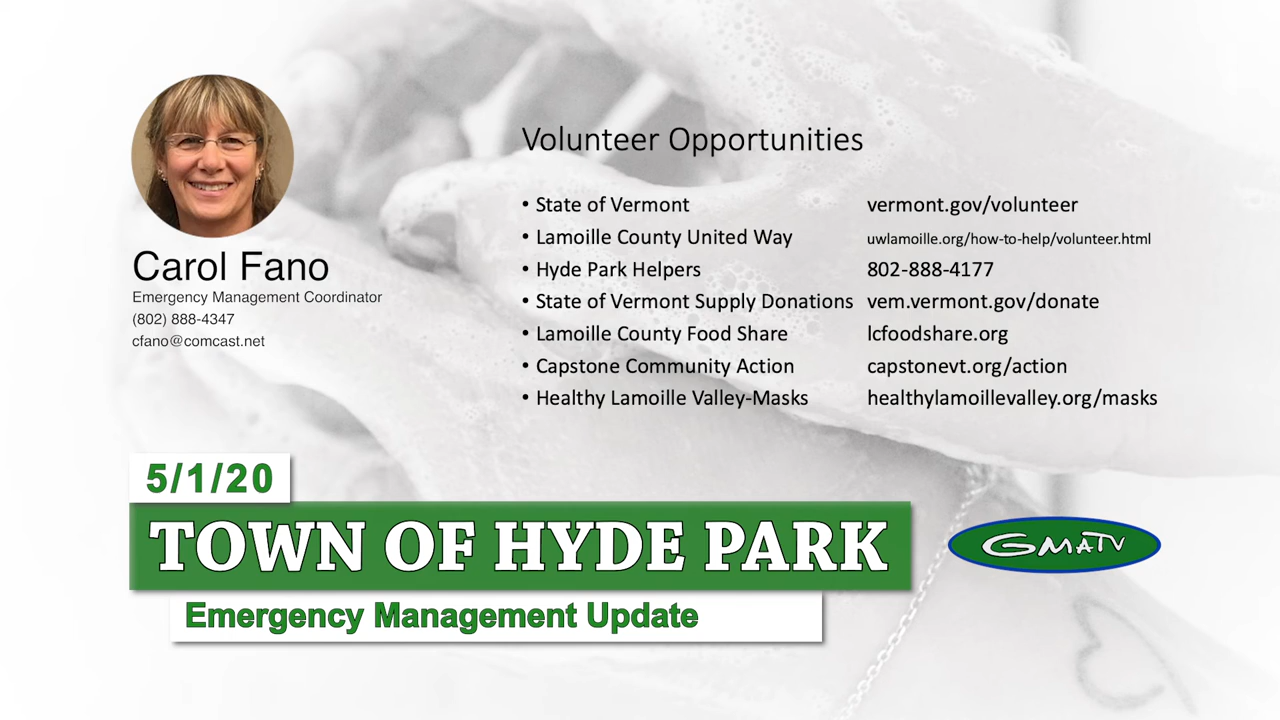 Carol Fano
Emergency Management Coordinator
(802) 888-4347
cfano@comcast.net
Volunteer Opportunities
• State of Vermont vermont.gov/volunteer
• Lamoille County United Way uwlamoille.org/how-to-help/volunteer.html
• Hyde Park Helpers 802-888-4177
• State of Vermont Supply Donations vem.vermont.gov/donate
• Lamoille County Food Share lcfoodshare.org
• Capstone Community Action capstonevt.org/action
• Healthy Lamoille Valley-Masks healthylamoillevalley.org/masks
5/1/20
TOWN OF HYDE PARK
GMATV
Emergency Management Update